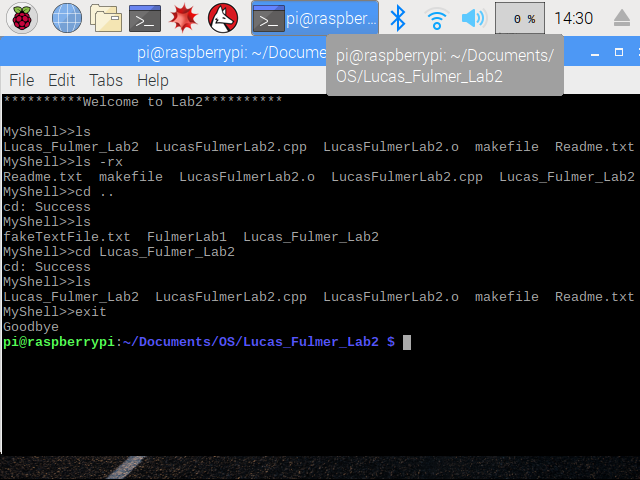 pi@raspber...
0 %
14:30
pi@raspberrypi: ~/Docume
pi@raspberrypi: ~/Documents/
OS/Lucas_Fulmer_Lab2
File Edit Tabs Help
**********Welcome to Lab2**********
MyShell>>ls
Lucas_Fulmer_Lab2 LucasFulmerLab2.cpp LucasFulmerLab2.o makefile Readme.txt
MyShell>>ls -rx
Readme.txt makefile LucasFulmerLab2.o LucasFulmerLab2.cpp Lucas_Fulmer_Lab2
MyShell>>cd ..
cd: Success
MyShell>>ls
fakeTextFile.txt FulmerLab1 Lucas_Fulmer_Lab2
MyShell>>cd Lucas_Fulmer_Lab2
cd: Success
MyShell>>ls
Lucas_Fulmer_Lab2 LucasFulmerLab2.cpp LucasFulmerLab2.o makefile Readme.txt
MyShell>>exit
Goodbye
pi@raspberrypi:~/Documents/OS/Lucas_Fulmer_Lab2 $